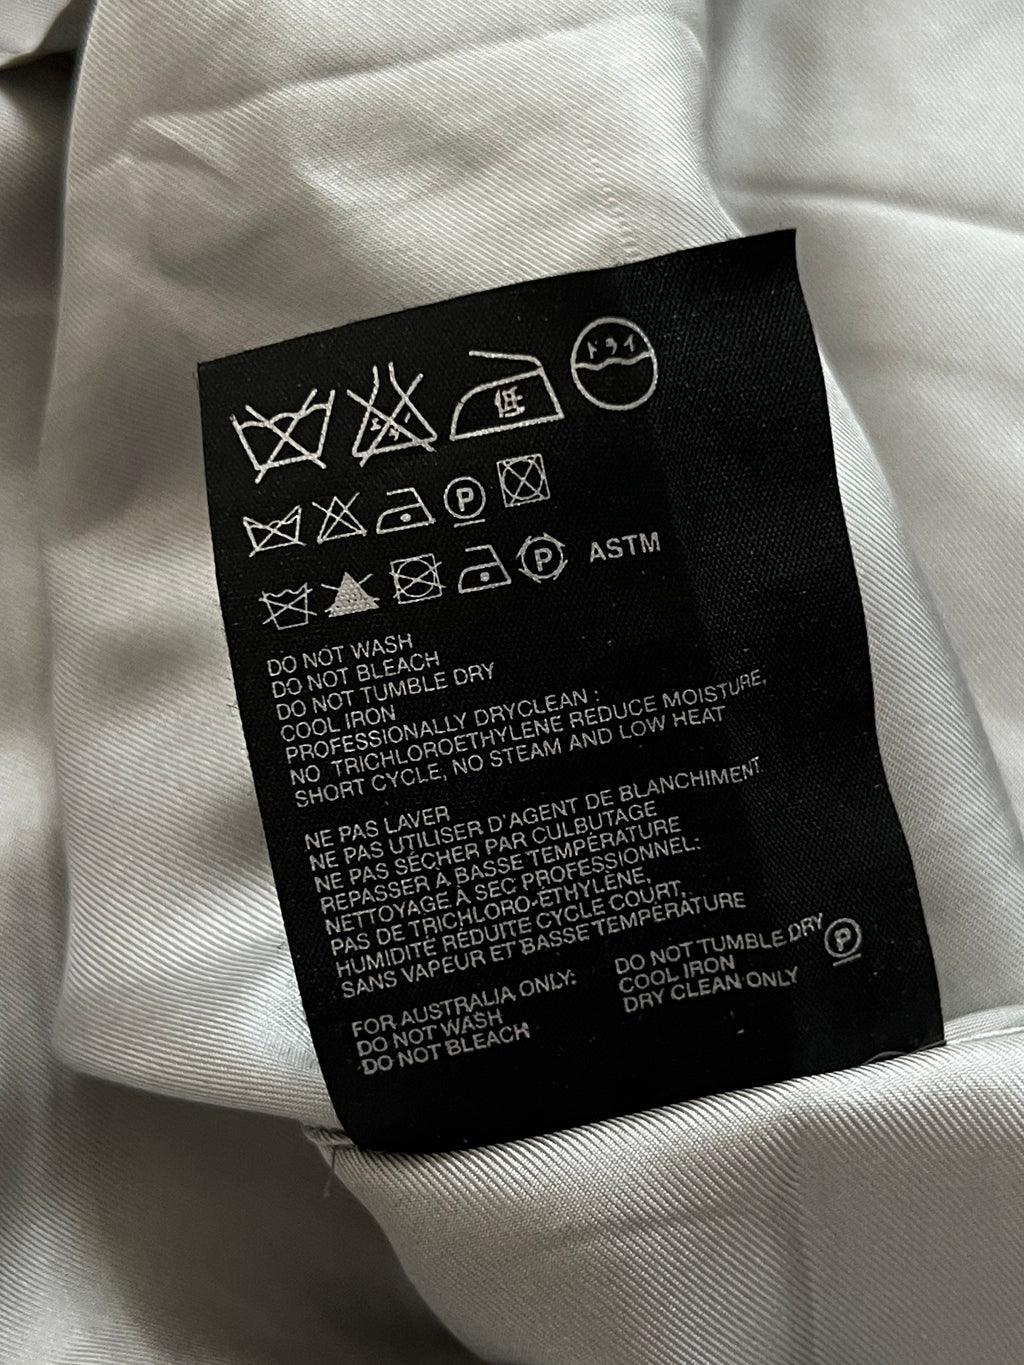 低 ドライ
P
P ASTM
DO NOT WASH
DO NOT BLEACH
DO NOT TUMBLE DRY
COOL IRON
PROFESSIONALLY DRYCLEAN :
NO TRICHLOROETHYLENE REDUCE MOISTURE,
SHORT CYCLE, NO STEAM AND LOW HEAT
NE PAS LAVER
NE PAS UTILISER D'AGENT DE BLANCHIMENT
NE PAS SÉCHER PAR CULBUTAGE
REPASSER À BASSE TEMPÉRATURE
NETTOYAGE À SEC PROFESSIONNEL:
PAS DE TRICHLORO-ÉTHYLÈNE,
HUMIDITÉ RÉDUITE CYCLE COURT,
SANS VAPEUR ET BASSE TEMPÉRATURE
FOR AUSTRALIA ONLY:
DO NOT WASH
DO NOT BLEACH
DO NOT TUMBLE DRY P
COOL IRON
DRY CLEAN ONLY